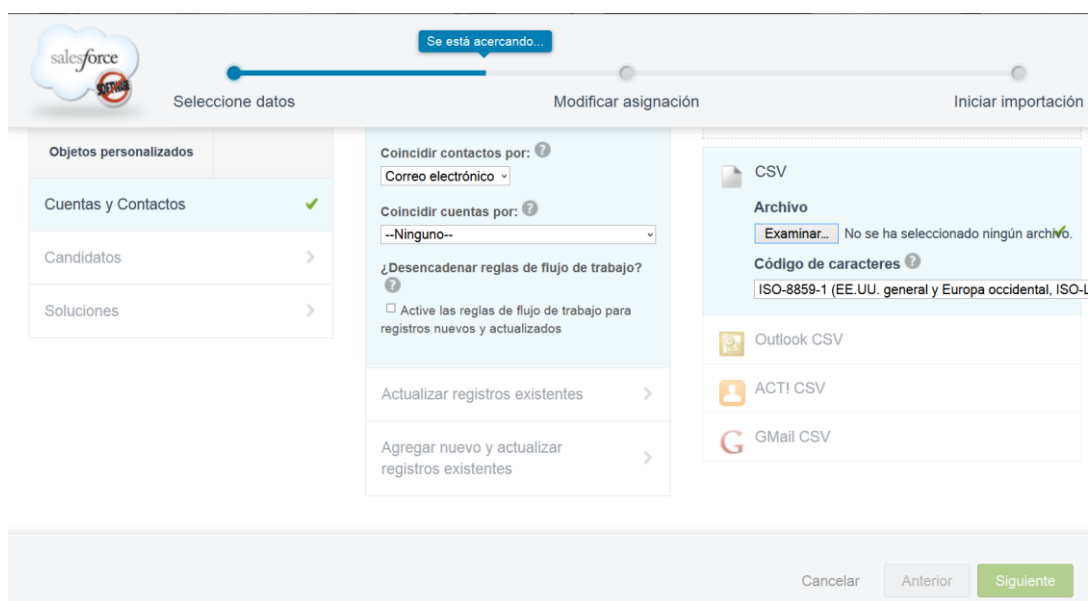 Se está acercando...
salesforce
SOFTWARE
Seleccione datos
Modificar asignación
Iniciar importación
Objetos personalizados
Cuentas y Contactos
Candidatos
Soluciones
Coincidir contactos por: ?
Correo electrónico
Coincidir cuentas por: ?
--Ninguno--
¿Desencadenar reglas de flujo de trabajo?
?
Active las reglas de flujo de trabajo para
registros nuevos y actualizados
Actualizar registros existentes
Agregar nuevo y actualizar
registros existentes
CSV
Archivo
Examinar... No se ha seleccionado ningún archivo.
Código de caracteres ?
ISO-8859-1 (EE.UU. general y Europa occidental, ISO-L
Outlook CSV
ACT! CSV
GMail CSV
Cancelar
Anterior
Siguiente